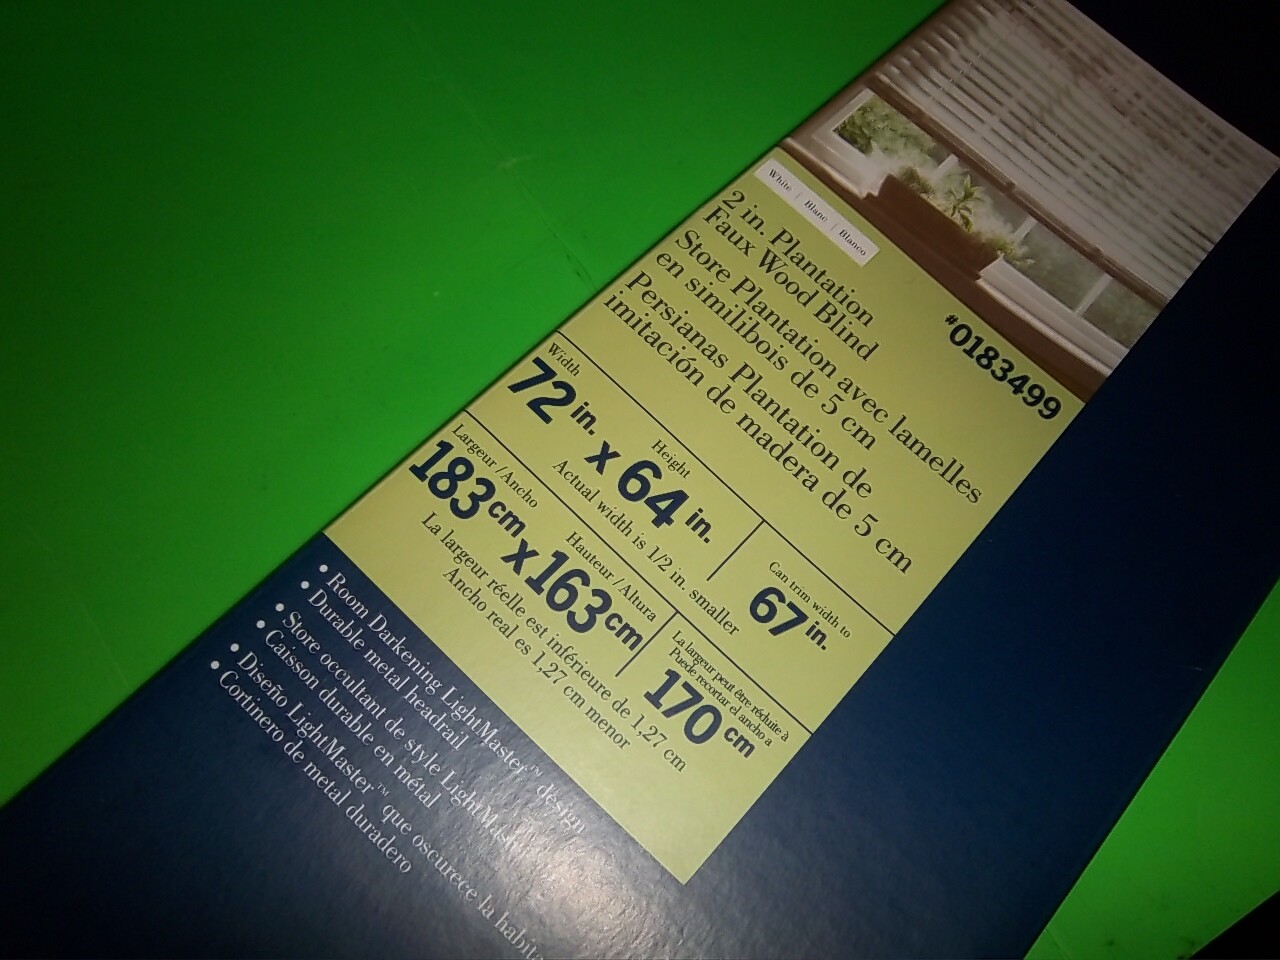 White | Blanc | Blanco
2 in. Plantation
Faux Wood Blind
Store Plantation avec lamelles
en similibois de 5 cm
Persianas Plantation de
imitación de madera de 5 cm
#0183499
Width
Height
72 in. x 64 in.
Actual width is 1/2 in. smaller
Can trim width to
67 in.
Largeur / Ancho
Hauteur / Altura
183 cm x 163 cm
La largeur réelle est inférieure de 1,27 cm
Ancho real es 1,27 cm menor
La largeur peut être réduite à
Puede recortar el ancho a
170 cm
• Room Darkening LightMaster™ design
• Durable metal headrail
• Store occultant de style LightMas
• Caisson durable en métal
• Diseño LightMaster™ que oscurece la habita
• Cortinero de metal duradero